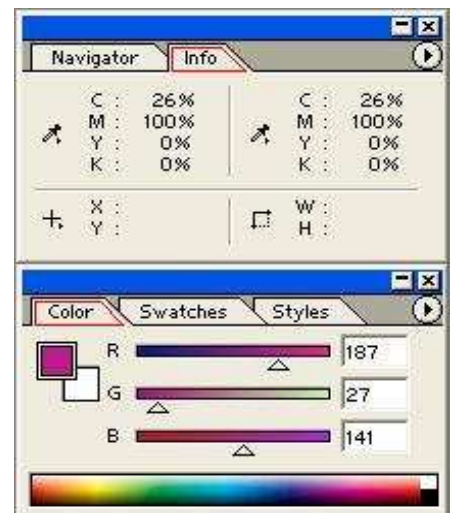 Navigator Info
C : 26% C : 26%
M : 100% M : 100%
Y : 0% Y : 0%
K : 0% K : 0%
X : W :
Y : H :
Color Swatches Styles
R 187
G 27
B 141